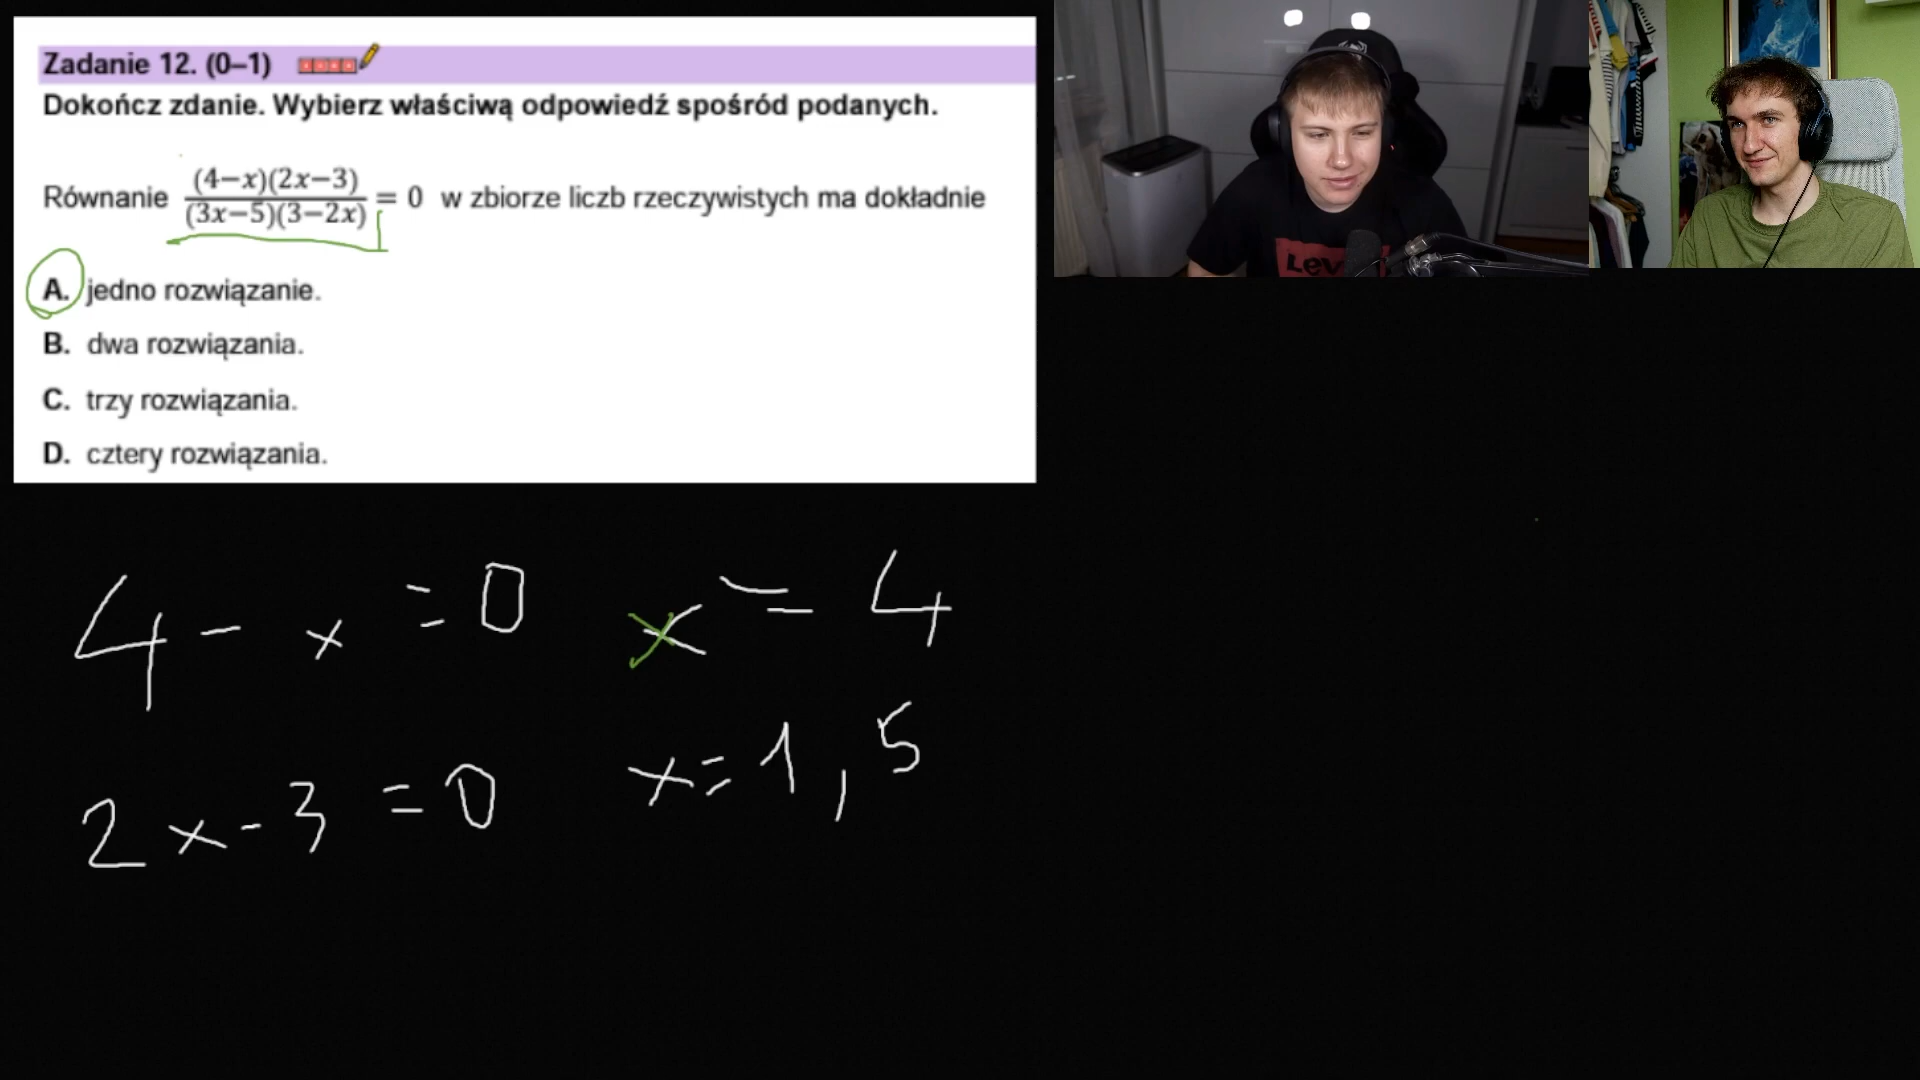 Zadanie 12. (0–1)
Dokończ zdanie. Wybierz właściwą odpowiedź spośród podanych.
Równanie (4−x)(2x−3)/(3x−5)(3−2x) = 0 w zbiorze liczb rzeczywistych ma dokładnie
A. jedno rozwiązanie.
B. dwa rozwiązania.
C. trzy rozwiązania.
D. cztery rozwiązania.
4 - x = 0 x = 4
2x - 3 = 0 x = 1,5
Lev